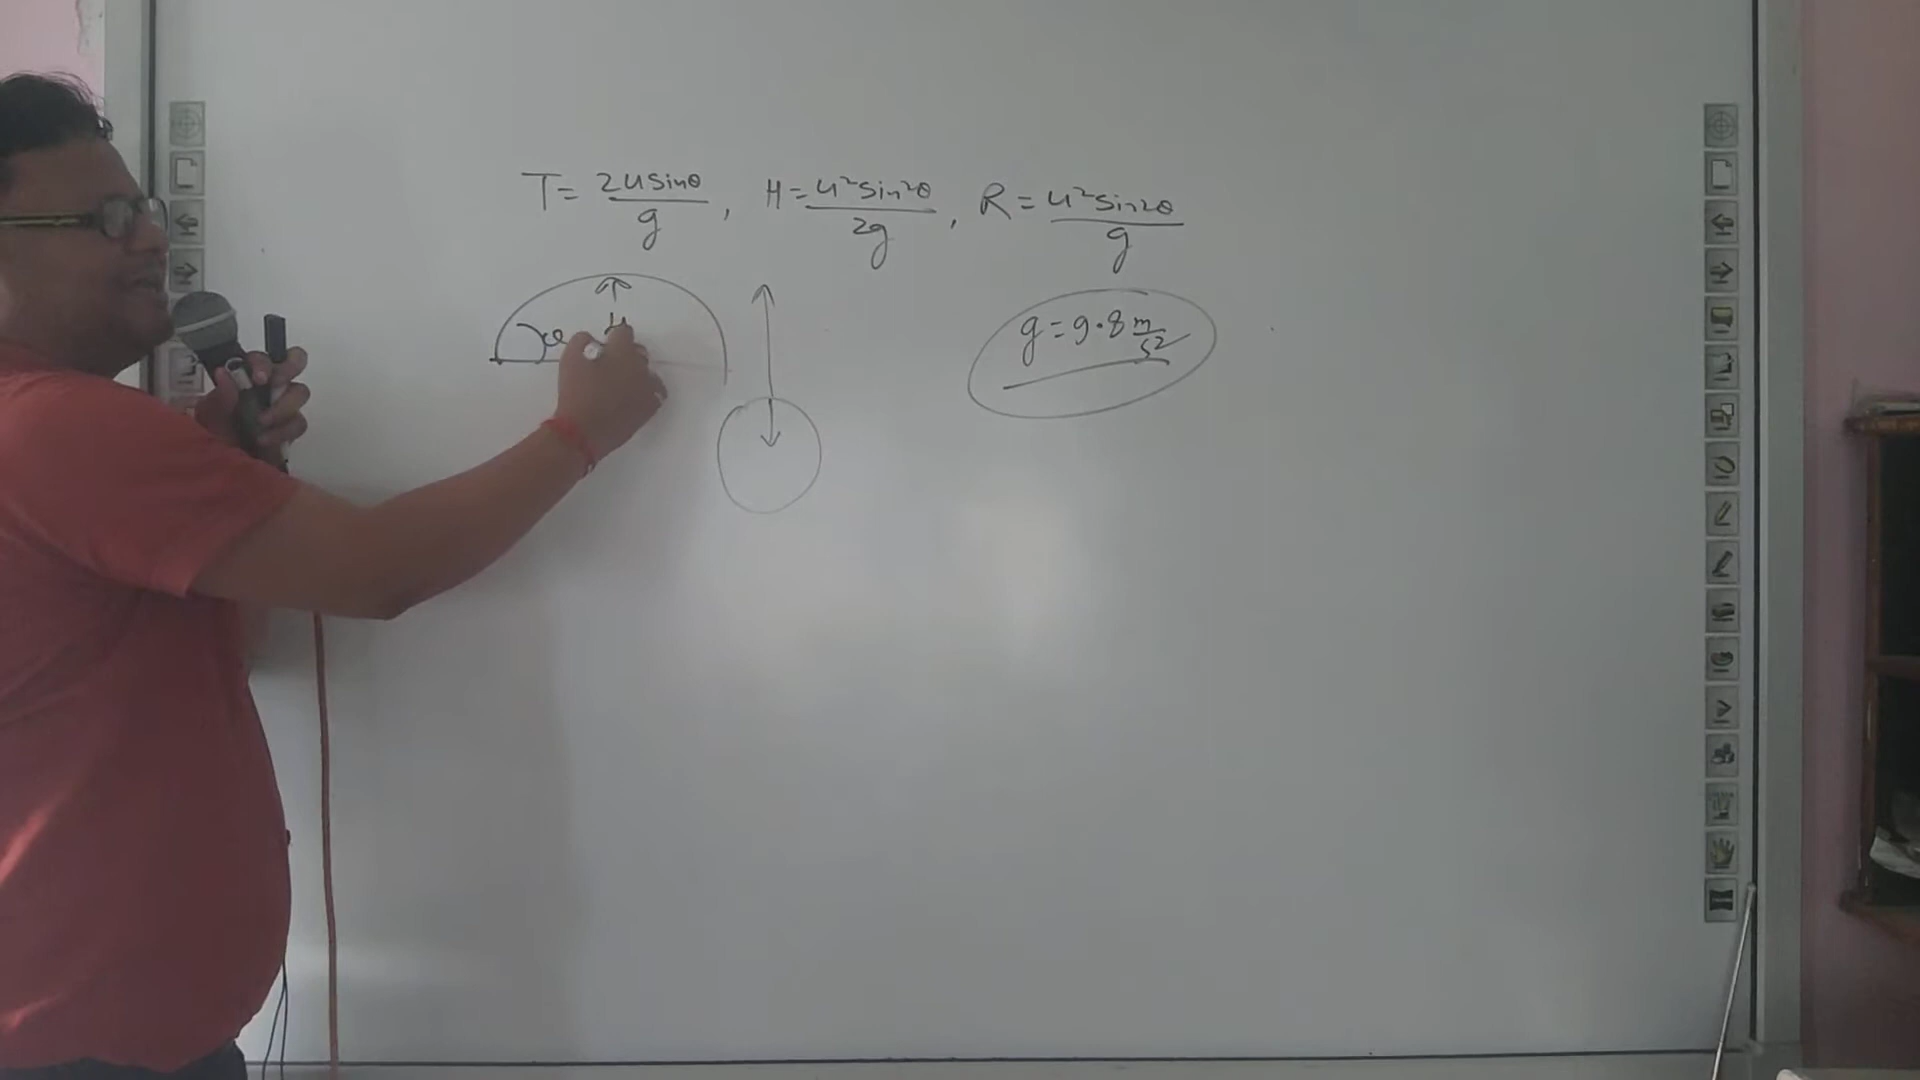 T = 2usinθ/g , H = u²sin²θ/2g , R = u²sin2θ/g
θ H
g = 9.8 m/s²